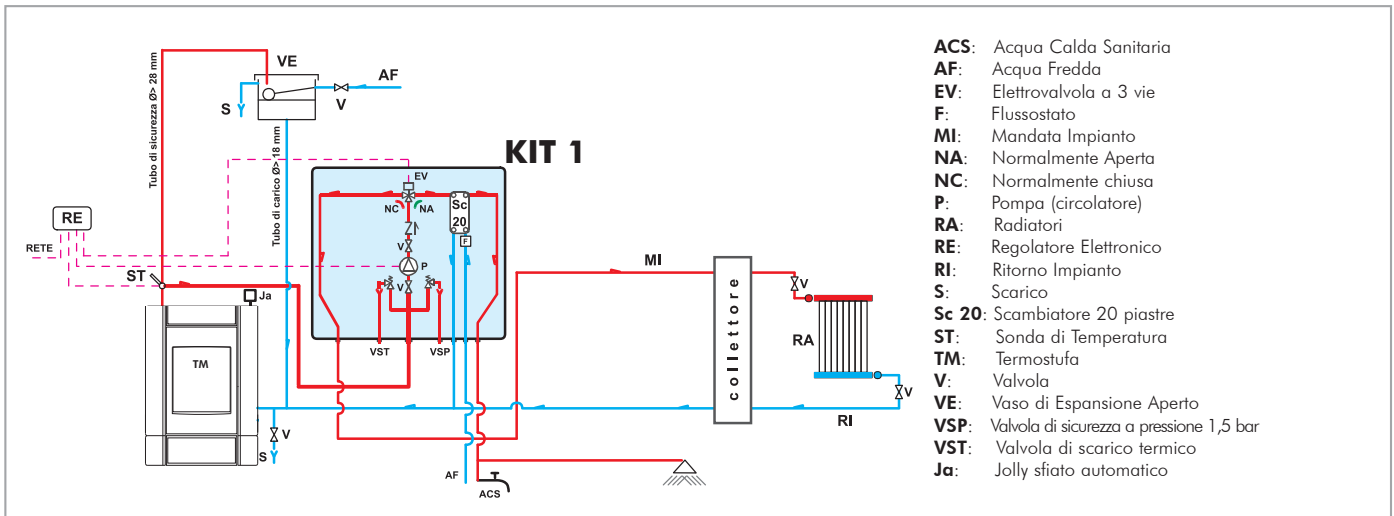 Tubo di sicurezza Ø> 28 mm
VE
AF
S
V
Tubo di carico Ø> 18 mm
KIT 1
EV
NC
NA
Sc
20
F
V
P
V
VST
VSP
RE
RETE
ST
Ja
TM
V
S
MI
collettore
V
RA
V
RI
AF
ACS
ACS: Acqua Calda Sanitaria
AF: Acqua Fredda
EV: Elettrovalvola a 3 vie
F: Flussostato
MI: Mandata Impianto
NA: Normalmente Aperta
NC: Normalmente chiusa
P: Pompa (circolatore)
RA: Radiatori
RE: Regolatore Elettronico
RI: Ritorno Impianto
S: Scarico
Sc 20: Scambiatore 20 piastre
ST: Sonda di Temperatura
TM: Termostufa
V: Valvola
VE: Vaso di Espansione Aperto
VSP: Valvola di sicurezza a pressione 1,5 bar
VST: Valvola di scarico termico
Ja: Jolly sfiato automatico